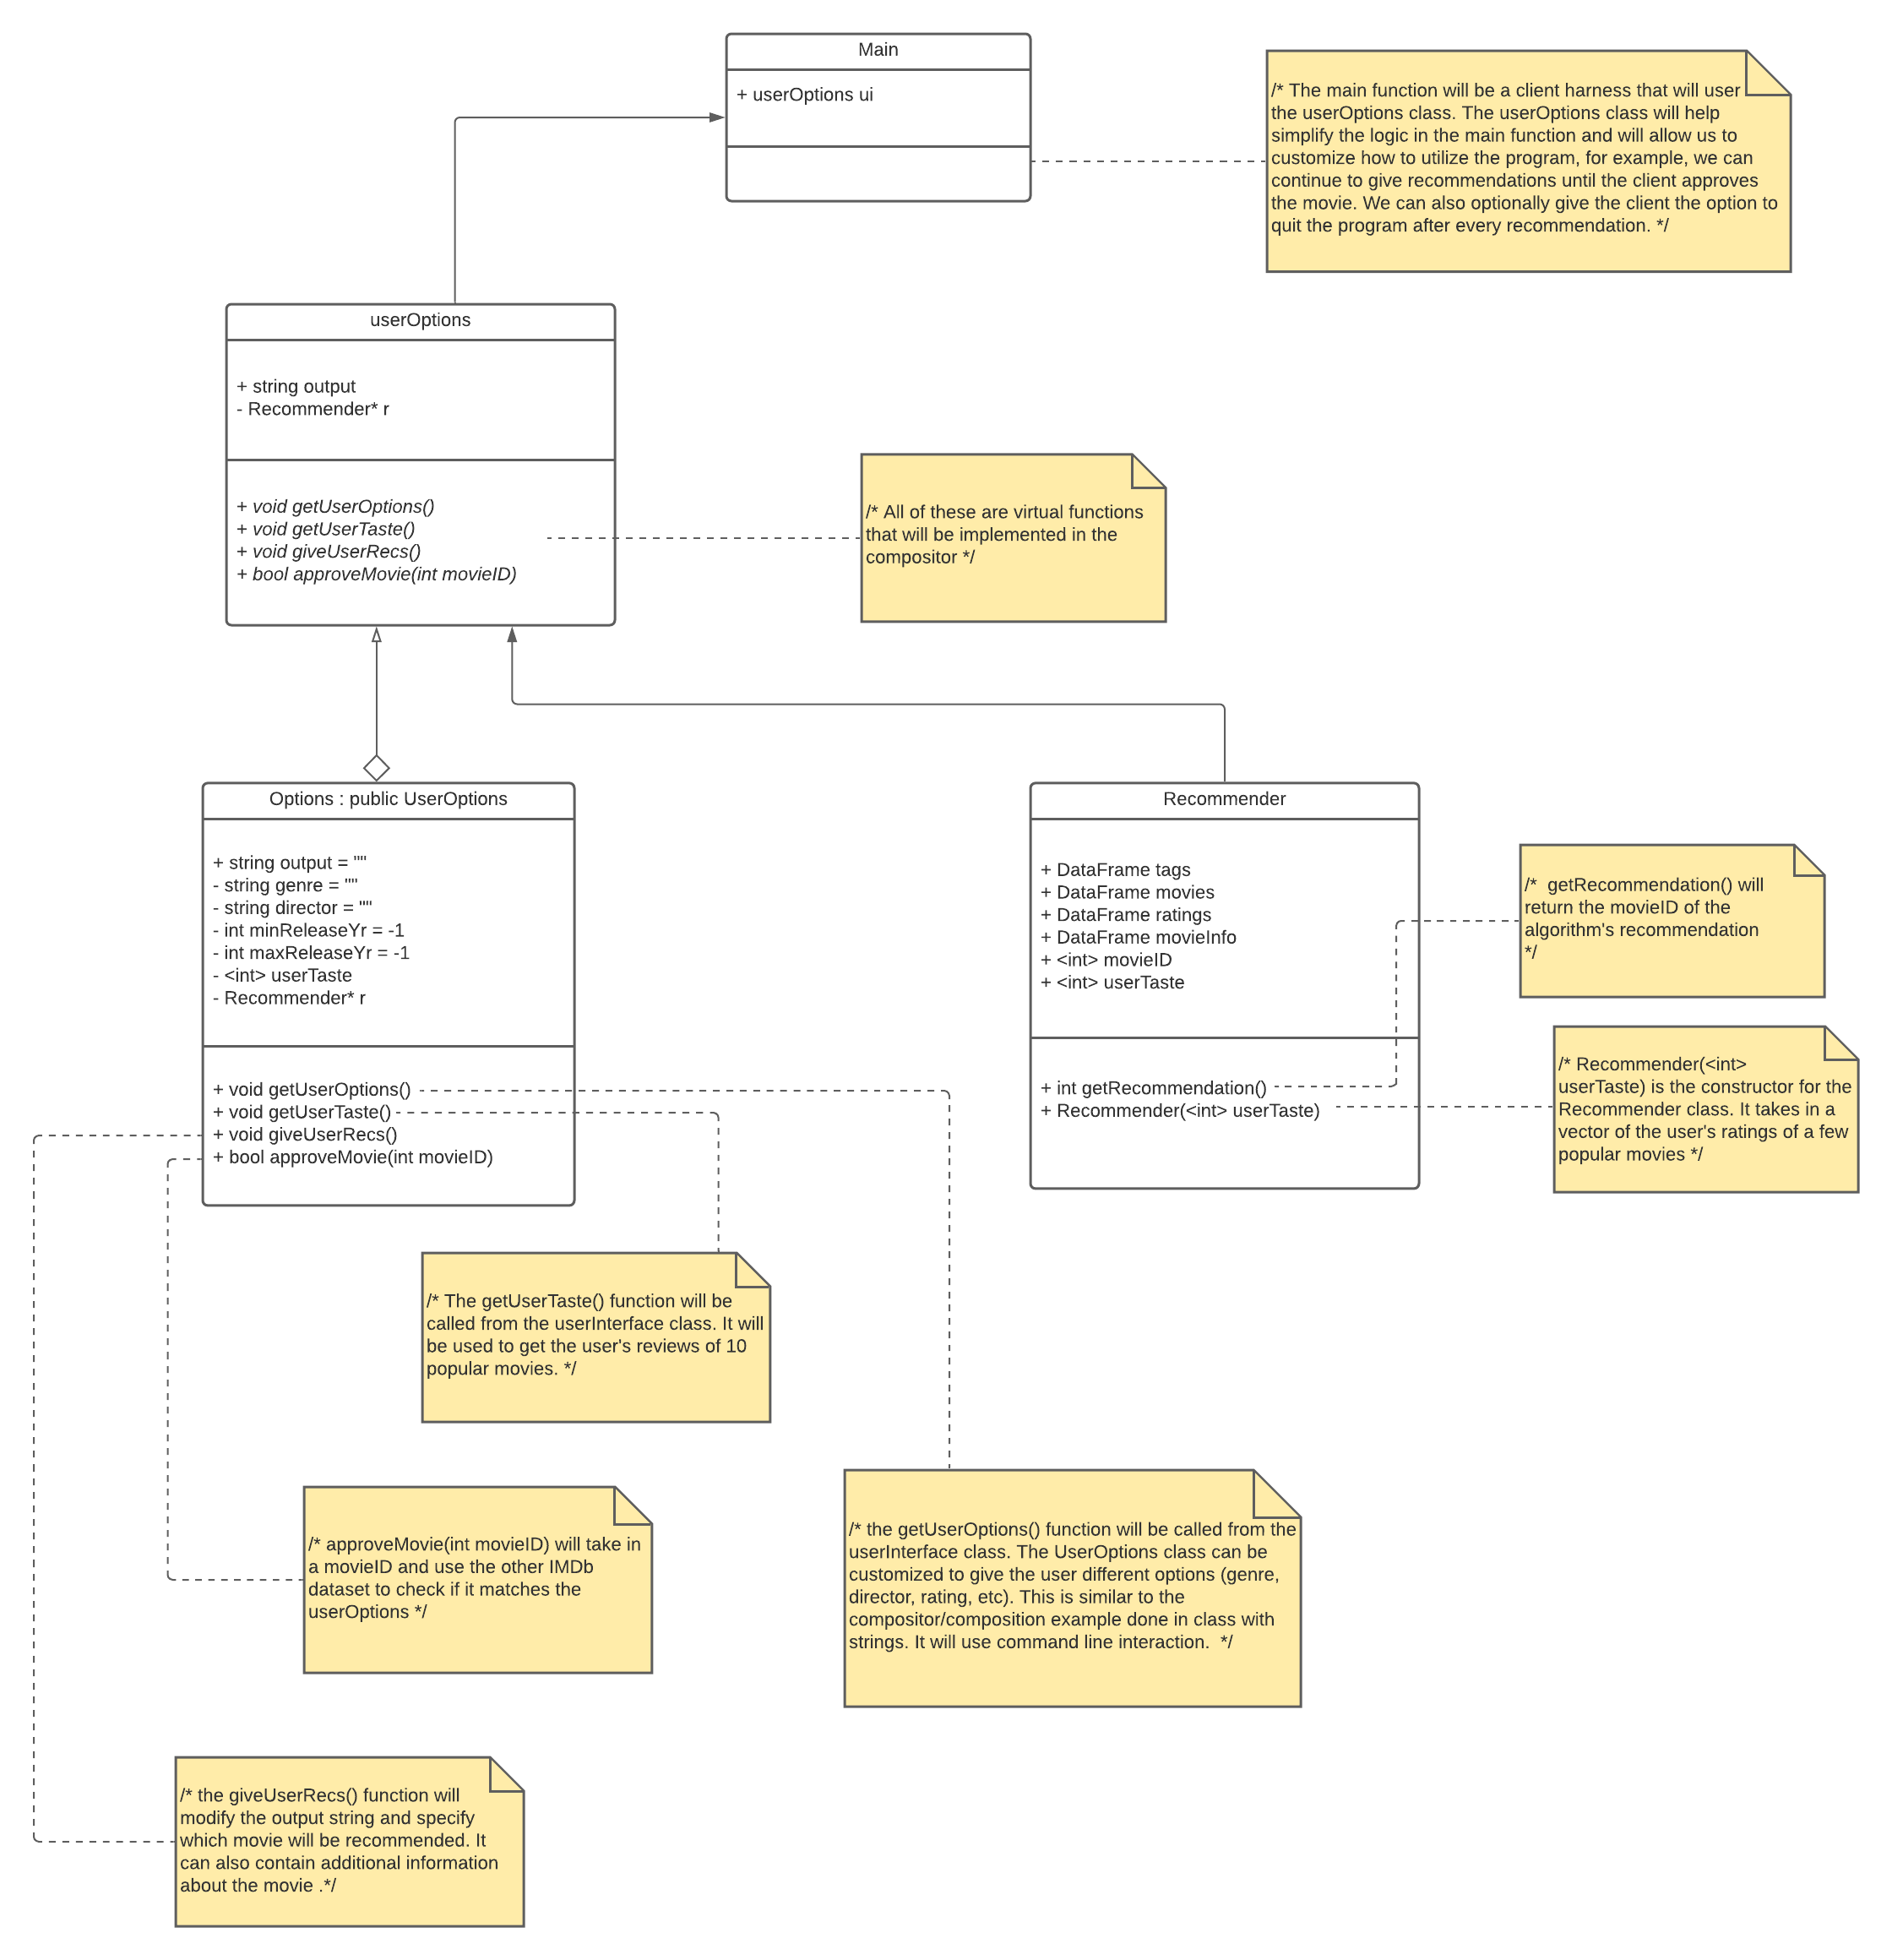 Main
+ userOptions ui
/* The main function will be a client harness that will user
the userOptions class. The userOptions class will help
simplify the logic in the main function and will allow us to
customize how to utilize the program, for example, we can
continue to give recommendations until the client approves
the movie. We can also optionally give the client the option to
quit the program after every recommendation. */
userOptions
+ string output
- Recommender* r
+ void getUserOptions()
+ void getUserTaste()
+ void giveUserRecs()
+ bool approveMovie(int movieID)
/* All of these are virtual functions
that will be implemented in the
compositor */
Options : public UserOptions
+ string output = ""
- string genre = ""
- string director = ""
- int minReleaseYr = -1
- int maxReleaseYr = -1
- <int> userTaste
- Recommender* r
+ void getUserOptions()
+ void getUserTaste()
+ void giveUserRecs()
+ bool approveMovie(int movieID)
Recommender
+ DataFrame tags
+ DataFrame movies
+ DataFrame ratings
+ DataFrame movieInfo
+ <int> movieID
+ <int> userTaste
+ int getRecommendation()
+ Recommender(<int> userTaste)
/*  getRecommendation() will
return the movieID of the
algorithm's recommendation
*/
/* Recommender(<int>
userTaste) is the constructor for the
Recommender class. It takes in a
vector of the user's ratings of a few
popular movies */
/* The getUserTaste() function will be
called from the userInterface class. It will
be used to get the user's reviews of 10
popular movies. */
/* approveMovie(int movieID) will take in
a movieID and use the other IMDb
dataset to check if it matches the
userOptions */
/* the getUserOptions() function will be called from the
userInterface class. The UserOptions class can be
customized to give the user different options (genre,
director, rating, etc). This is similar to the
compositor/composition example done in class with
strings. It will use command line interaction.  */
/* the giveUserRecs() function will
modify the output string and specify
which movie will be recommended. It
can also contain additional information
about the movie .*/